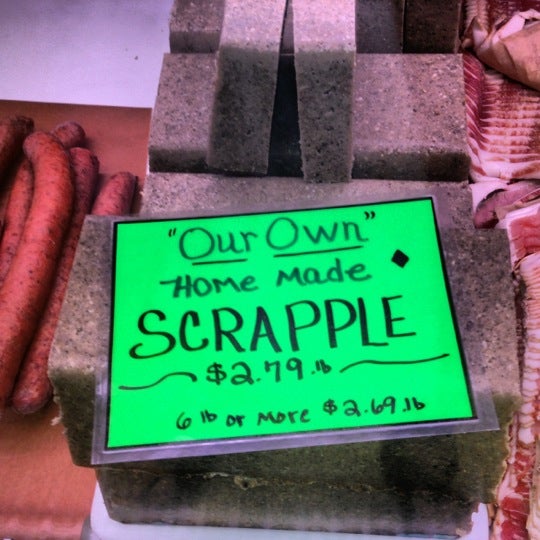 "Our Own"
Home Made
SCRAPPLE
$2.79 lb
6 lb or more $2.69 lb